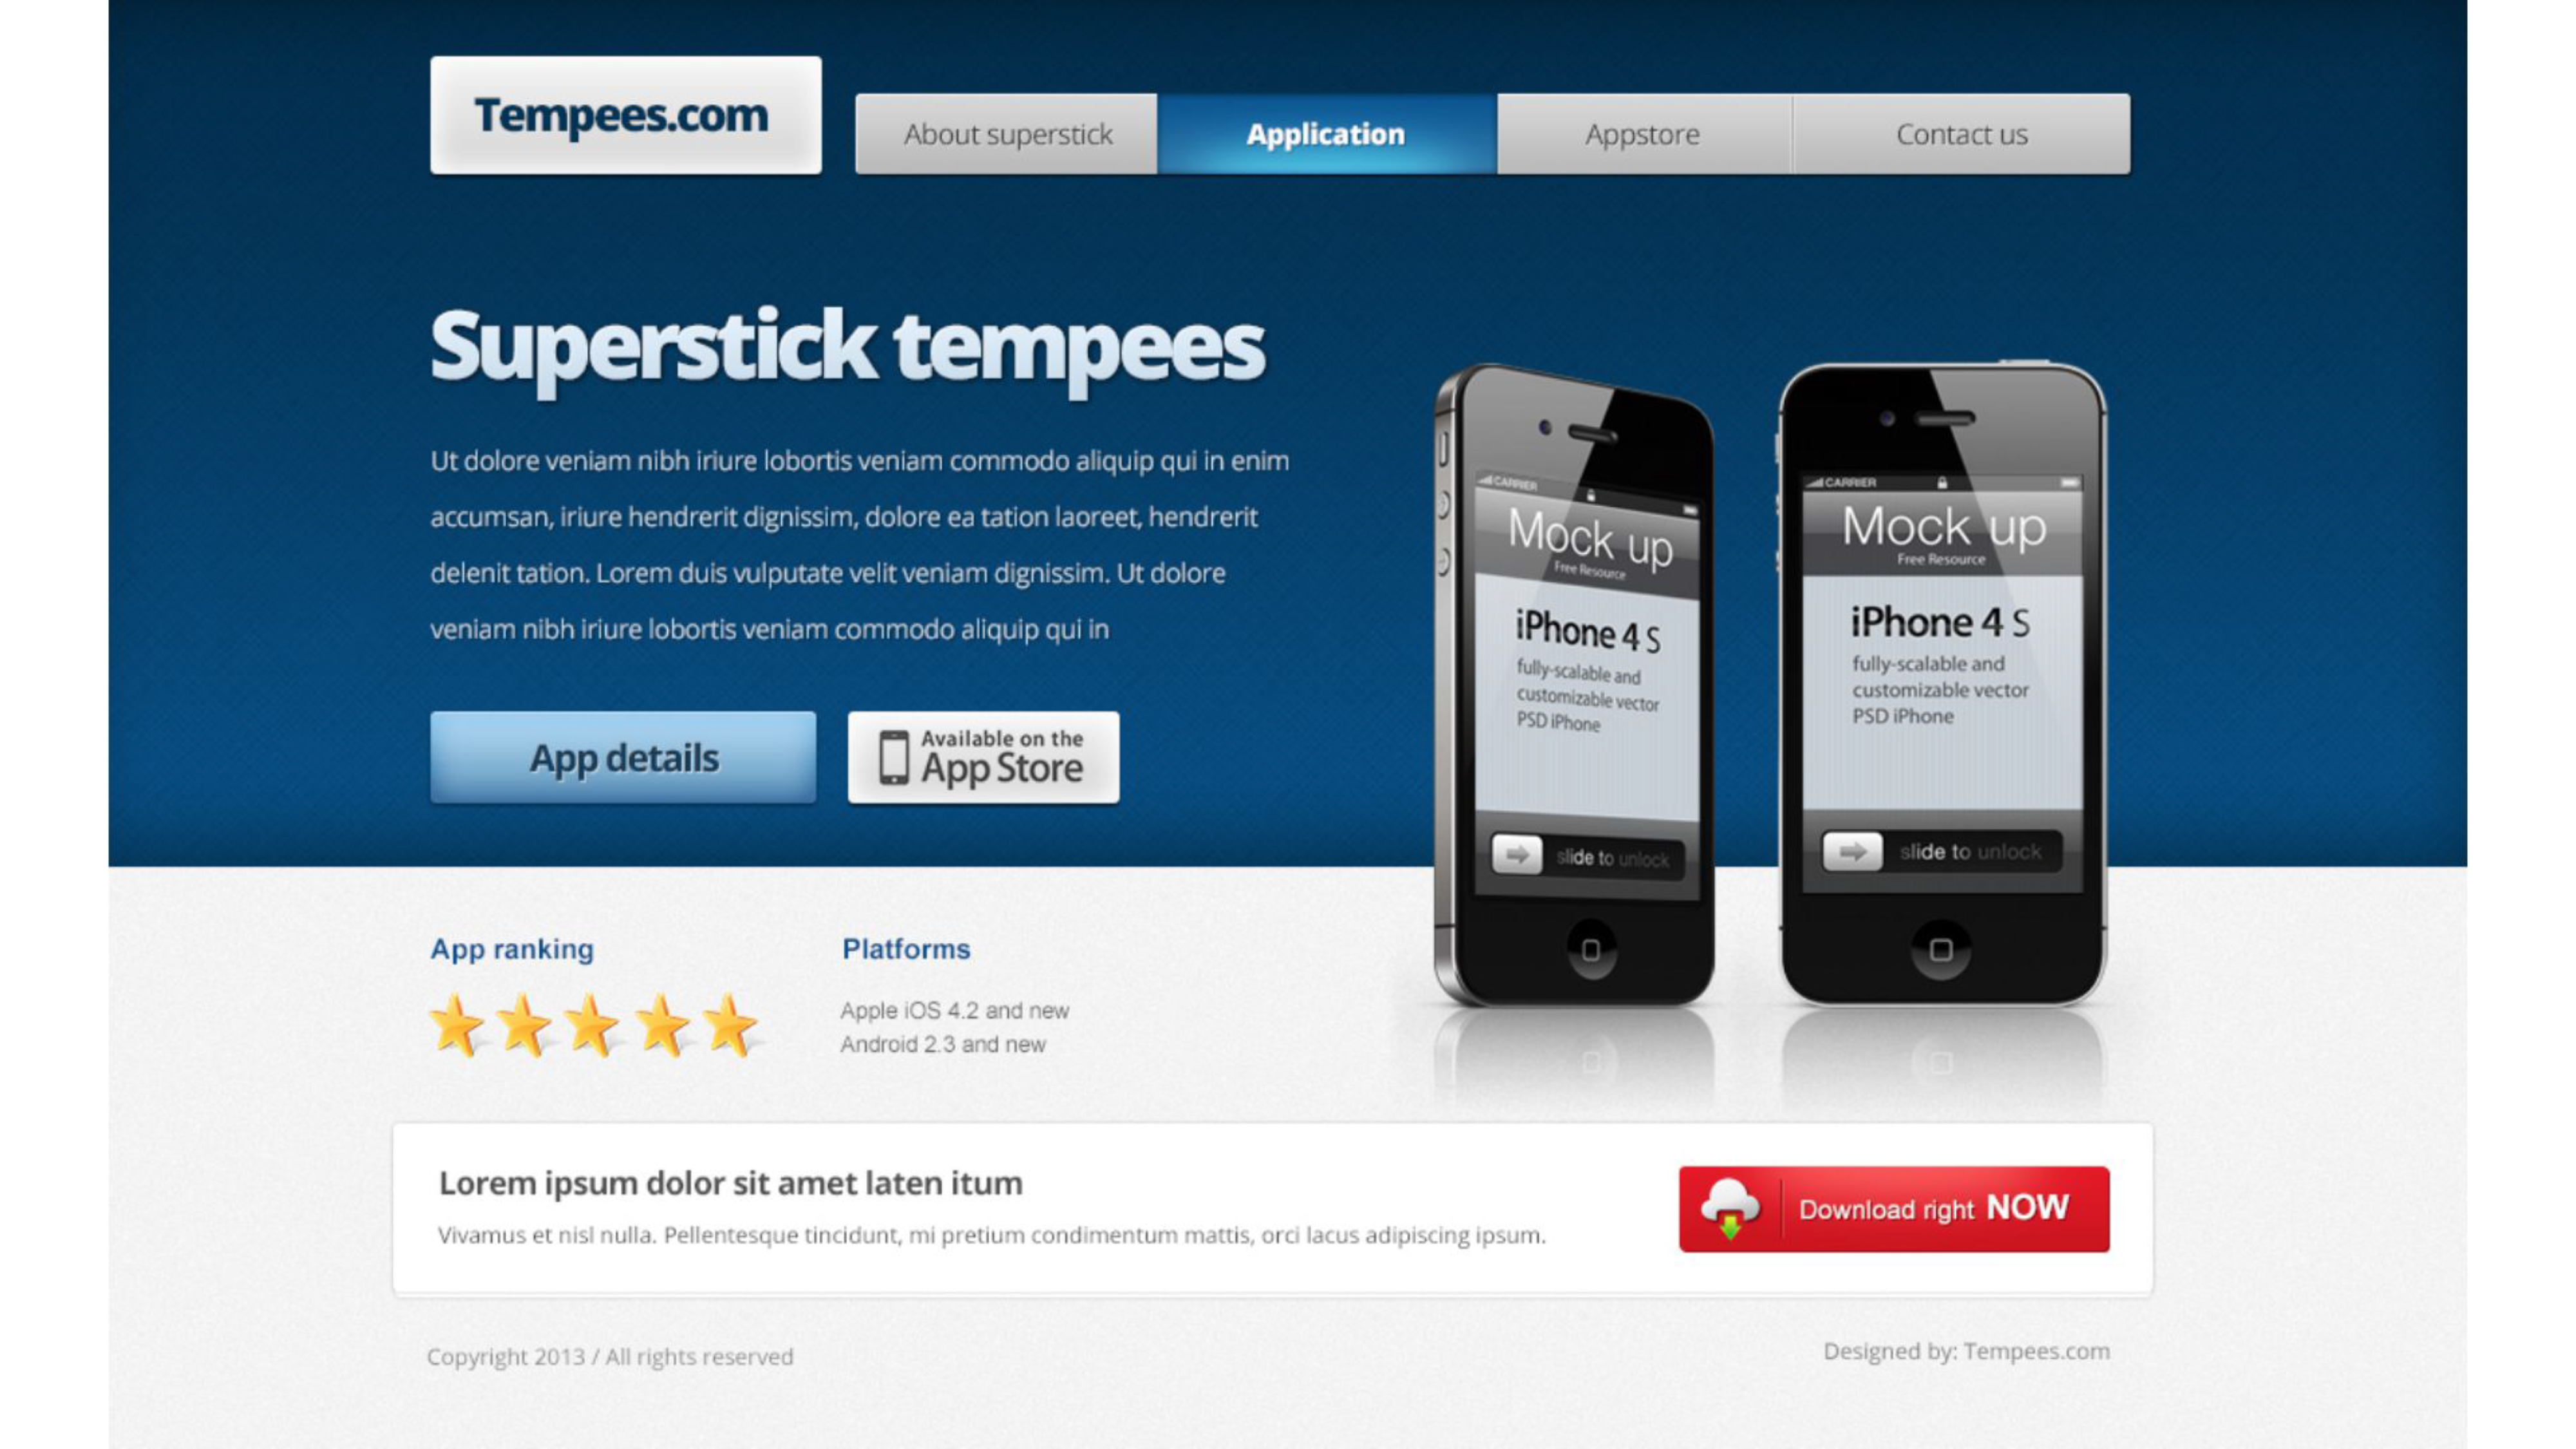 Tempees.com
About superstick
Application
Appstore
Contact us
Superstick tempees
Ut dolore veniam nibh iriure lobortis veniam commodo aliquip qui in enim
accumsan, iriure hendrerit dignissim, dolore ea tation laoreet, hendrerit
delenit tation. Lorem duis vulputate velit veniam dignissim. Ut dolore
veniam nibh iriure lobortis veniam commodo aliquip qui in
App details
Available on the
App Store
CARRIER
Mock up
Free Resource
iPhone 4 S
fully-scalable and
customizable vector
PSD iPhone
slide to unlock
CARRIER
Mock up
Free Resource
iPhone 4 S
fully-scalable and
customizable vector
PSD iPhone
slide to unlock
App ranking
Platforms
Apple iOS 4.2 and new
Android 2.3 and new
Lorem ipsum dolor sit amet laten itum
Vivamus et nisl nulla. Pellentesque tincidunt, mi pretium condimentum mattis, orci lacus adipiscing ipsum.
Download right NOW
Copyright 2013 / All rights reserved
Designed by: Tempees.com